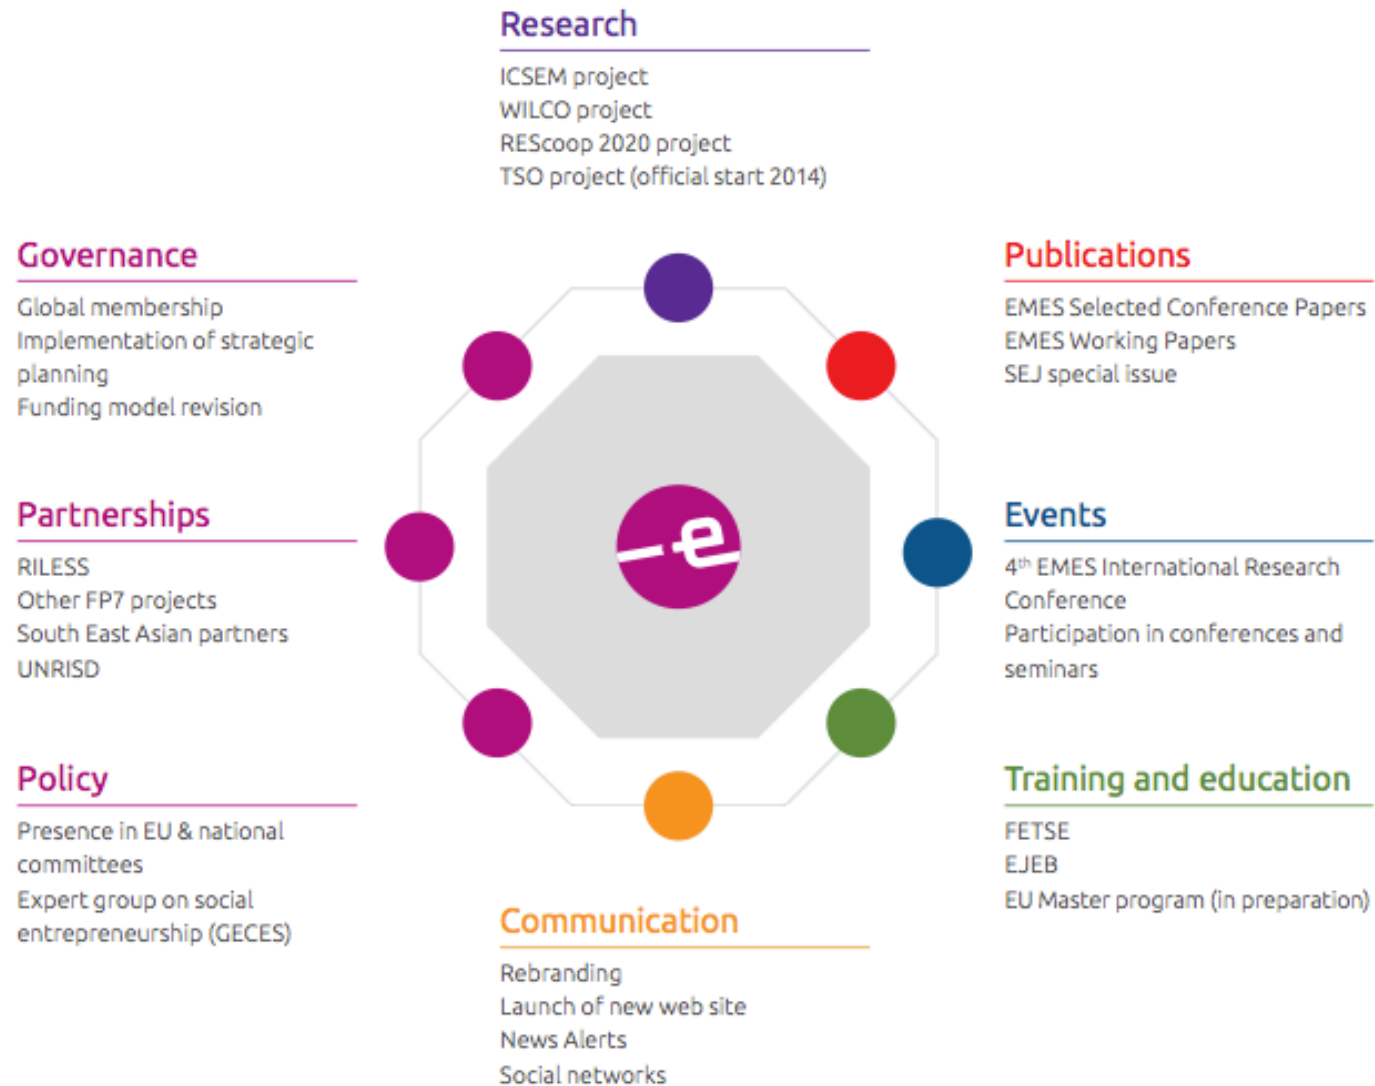 Research
ICSEM project
WILCO project
REScoop 2020 project
TSO project (official start 2014)
Governance
Global membership
Implementation of strategic
planning
Funding model revision
Publications
EMES Selected Conference Papers
EMES Working Papers
SEJ special issue
Partnerships
RILESS
Other FP7 projects
South East Asian partners
UNRISD
Events
4th EMES International Research
Conference
Participation in conferences and
seminars
Policy
Presence in EU & national
committees
Expert group on social
entrepreneurship (GECES)
Training and education
FETSE
EJEB
EU Master program (in preparation)
Communication
Rebranding
Launch of new web site
News Alerts
Social networks
e